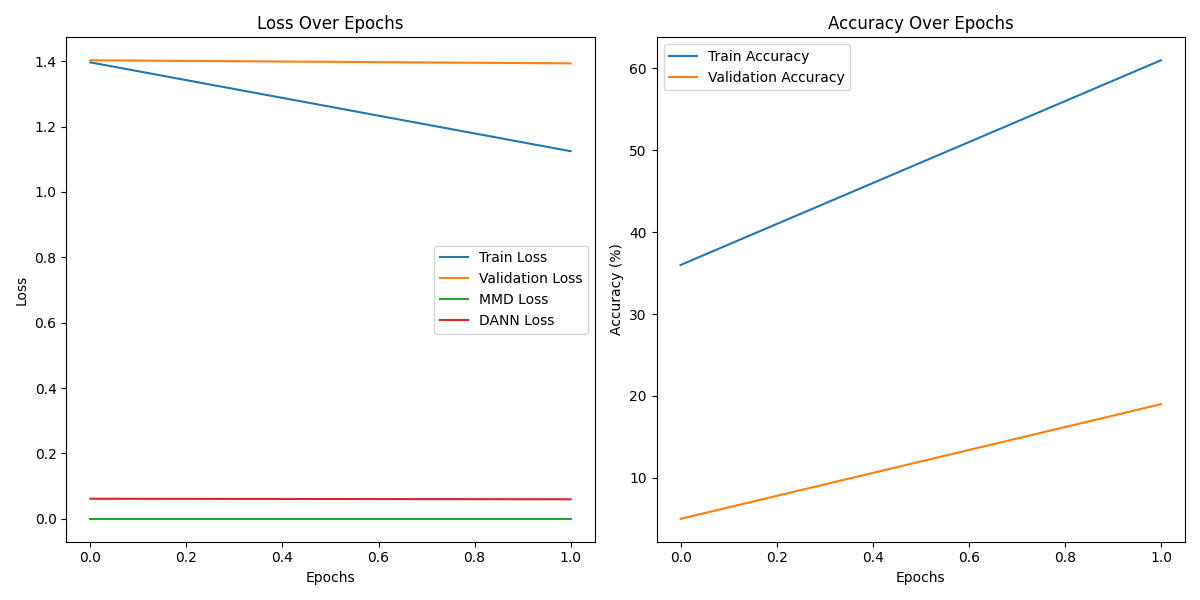 Loss Over Epochs
1.4
1.2
1.0
0.8
0.6
0.4
0.2
0.0
Loss
Train Loss
Validation Loss
MMD Loss
DANN Loss
0.0 0.2 0.4 0.6 0.8 1.0
Epochs
Accuracy Over Epochs
60
50
40
30
20
10
Accuracy (%)
Train Accuracy
Validation Accuracy
0.0 0.2 0.4 0.6 0.8 1.0
Epochs